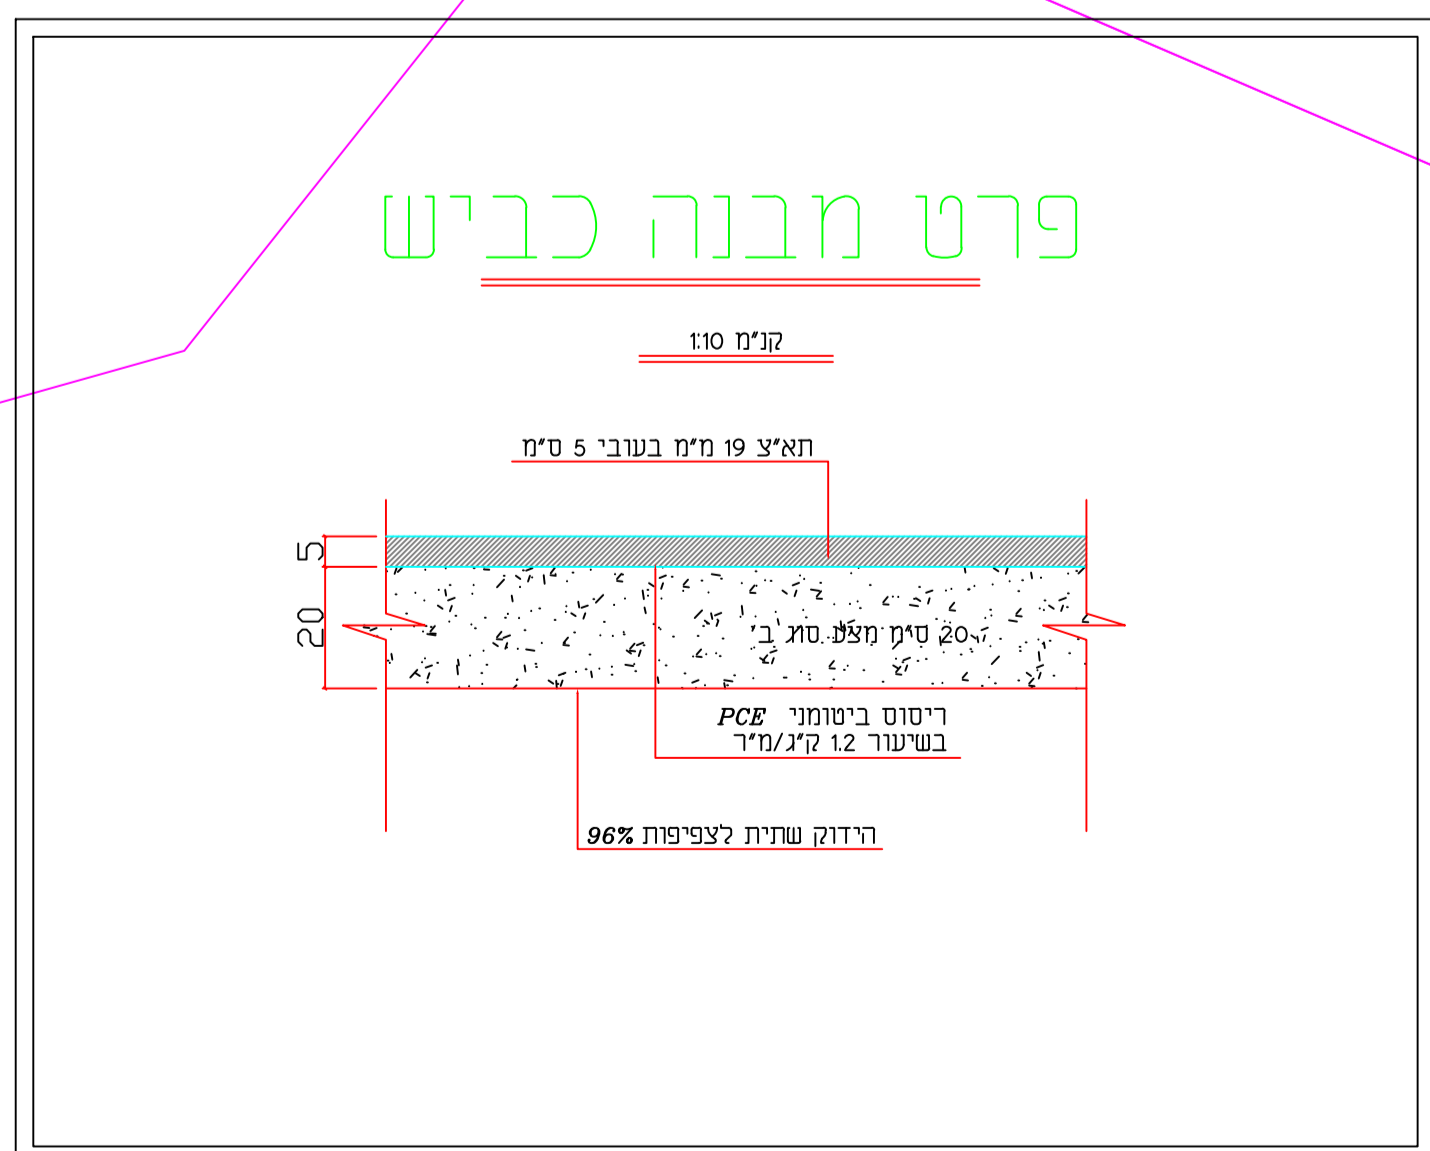 פרט מבנה כביש
קנ"מ 1:10
תא"צ 19 מ"מ בעובי 5 ס"מ
5
20
20 ס"מ מצע סוג ב'
ריסוס ביטומני PCE
בשיעור 1.2 ק"ג/מ"ר
הידוק שתית לצפיפות 96%